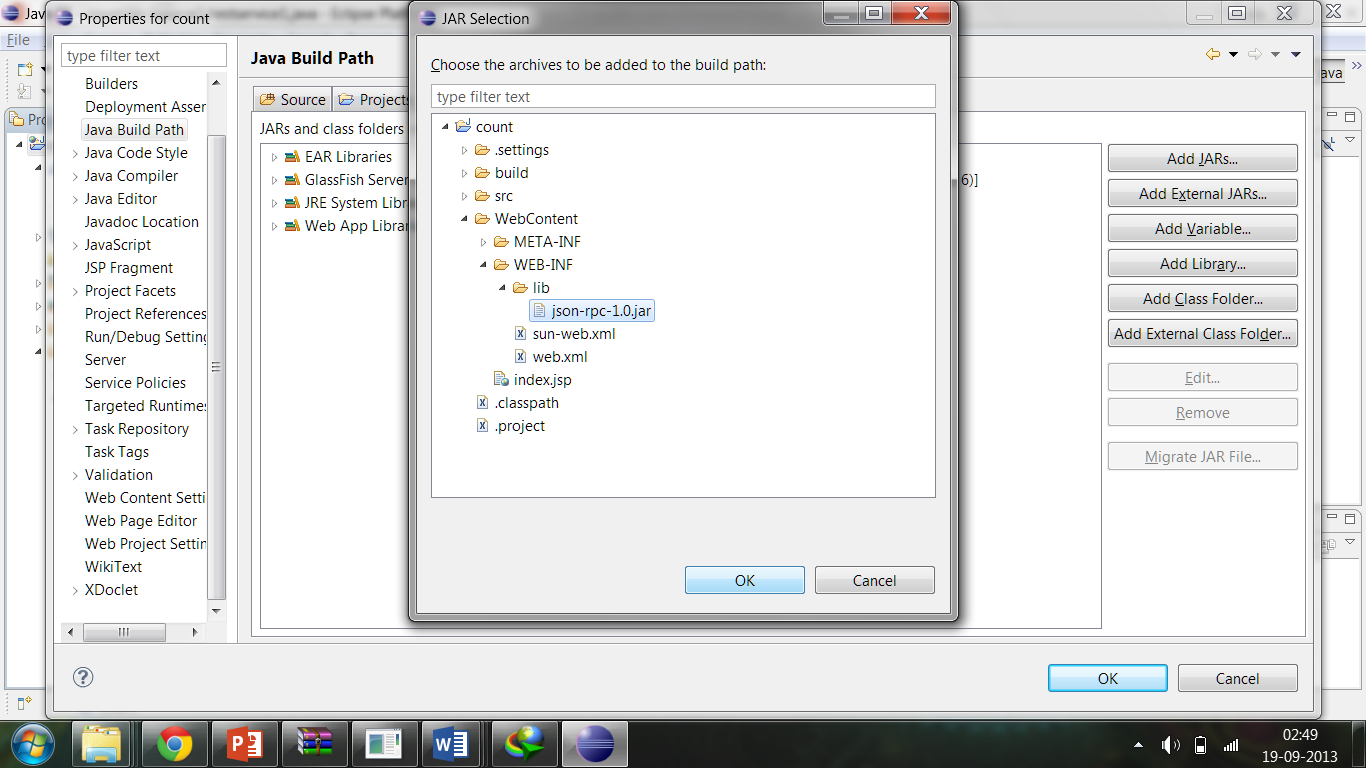 Java
Properties for count
JAR Selection
File
type filter text
Builders
Java Build Path
Java Code Style
Java Compiler
Java Editor
Javadoc Location
JavaScript
JSP Fragment
Project Facets
Project References
Run/Debug Settin
Server
Service Policies
Targeted Runtime
Task Repository
Task Tags
Validation
Web Content Setti
Web Page Editor
Web Project Settin
WikiText
XDoclet
Java Build Path
Source
Projects
JARs and class folders
EAR Libraries
GlassFish Server
JRE System Libr
Web App Librar
6)]
Choose the archives to be added to the build path:
type filter text
count
.settings
build
src
WebContent
META-INF
WEB-INF
lib
json-rpc-1.0.jar
sun-web.xml
web.xml
index.jsp
.classpath
.project
OK Cancel
Add JARs...
Add External JARs...
Add Variable...
Add Library...
Add Class Folder...
Add External Class Folder...
Edit...
Remove
Migrate JAR File...
OK Cancel
02:49
19-09-2013